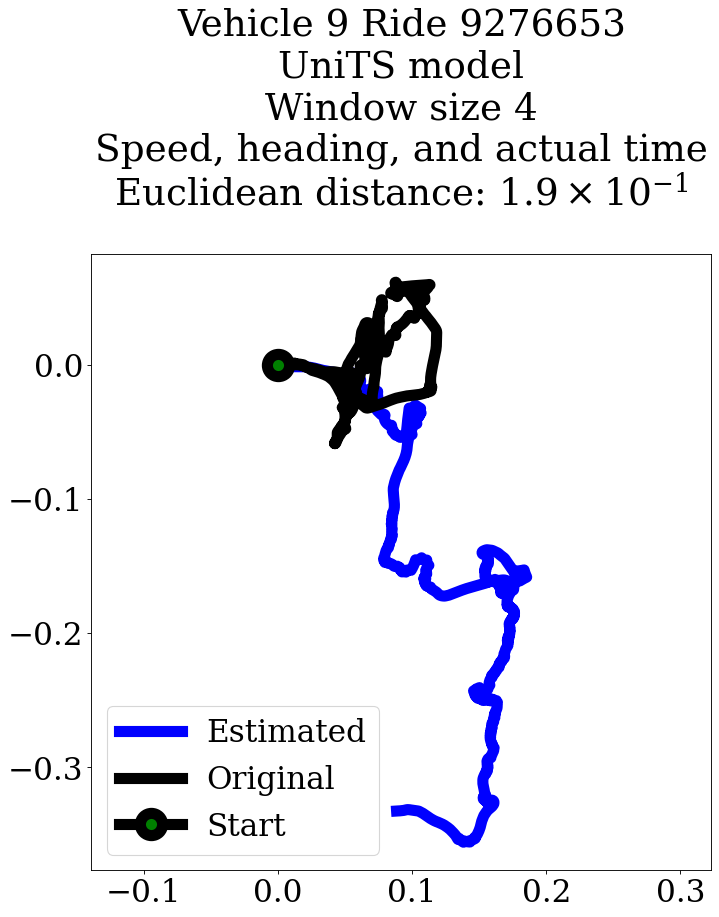 Vehicle 9 Ride 9276653
UniTS model
Window size 4
Speed, heading, and actual time
Euclidean distance: 1.9 × 10⁻¹
0.0
−0.1
−0.2
−0.3
Estimated
Original
Start
−0.1 0.0 0.1 0.2 0.3